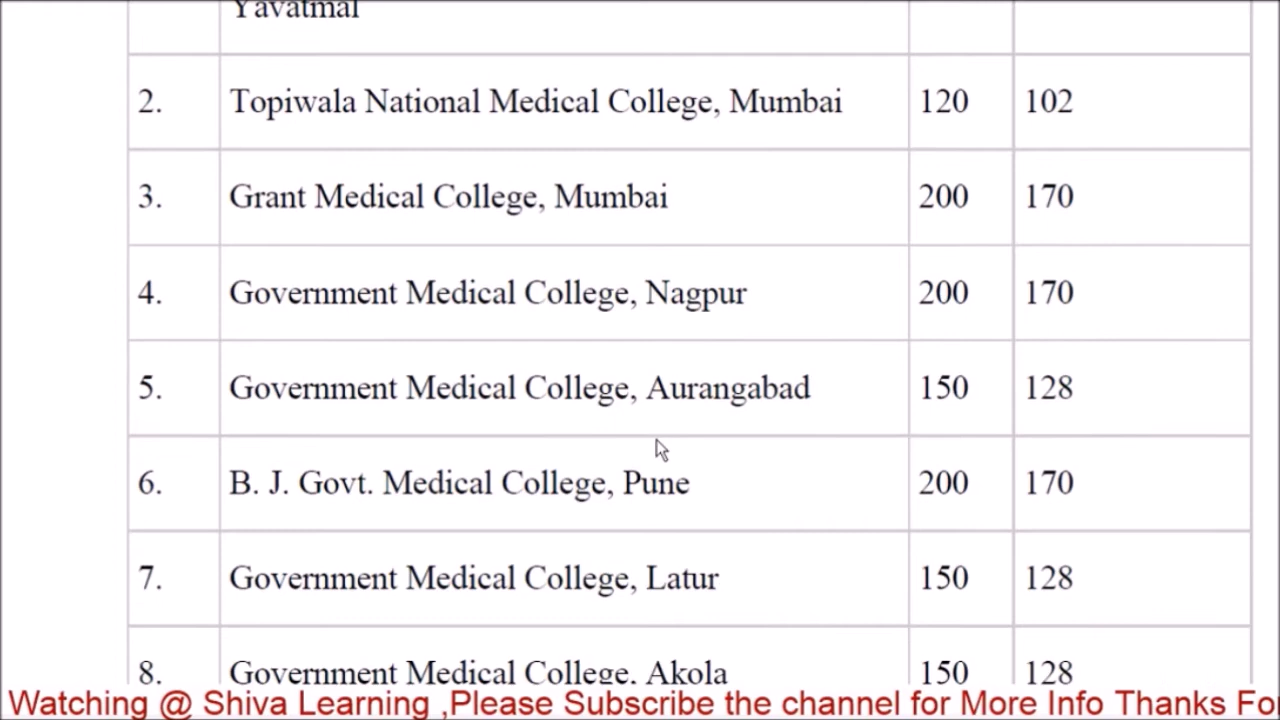 Yavatmal
2. Topiwala National Medical College, Mumbai 120 102
3. Grant Medical College, Mumbai 200 170
4. Government Medical College, Nagpur 200 170
5. Government Medical College, Aurangabad 150 128
6. B. J. Govt. Medical College, Pune 200 170
7. Government Medical College, Latur 150 128
8. Government Medical College, Akola 150 128
Watching @ Shiva Learning ,Please Subscribe the channel for More Info Thanks Fo